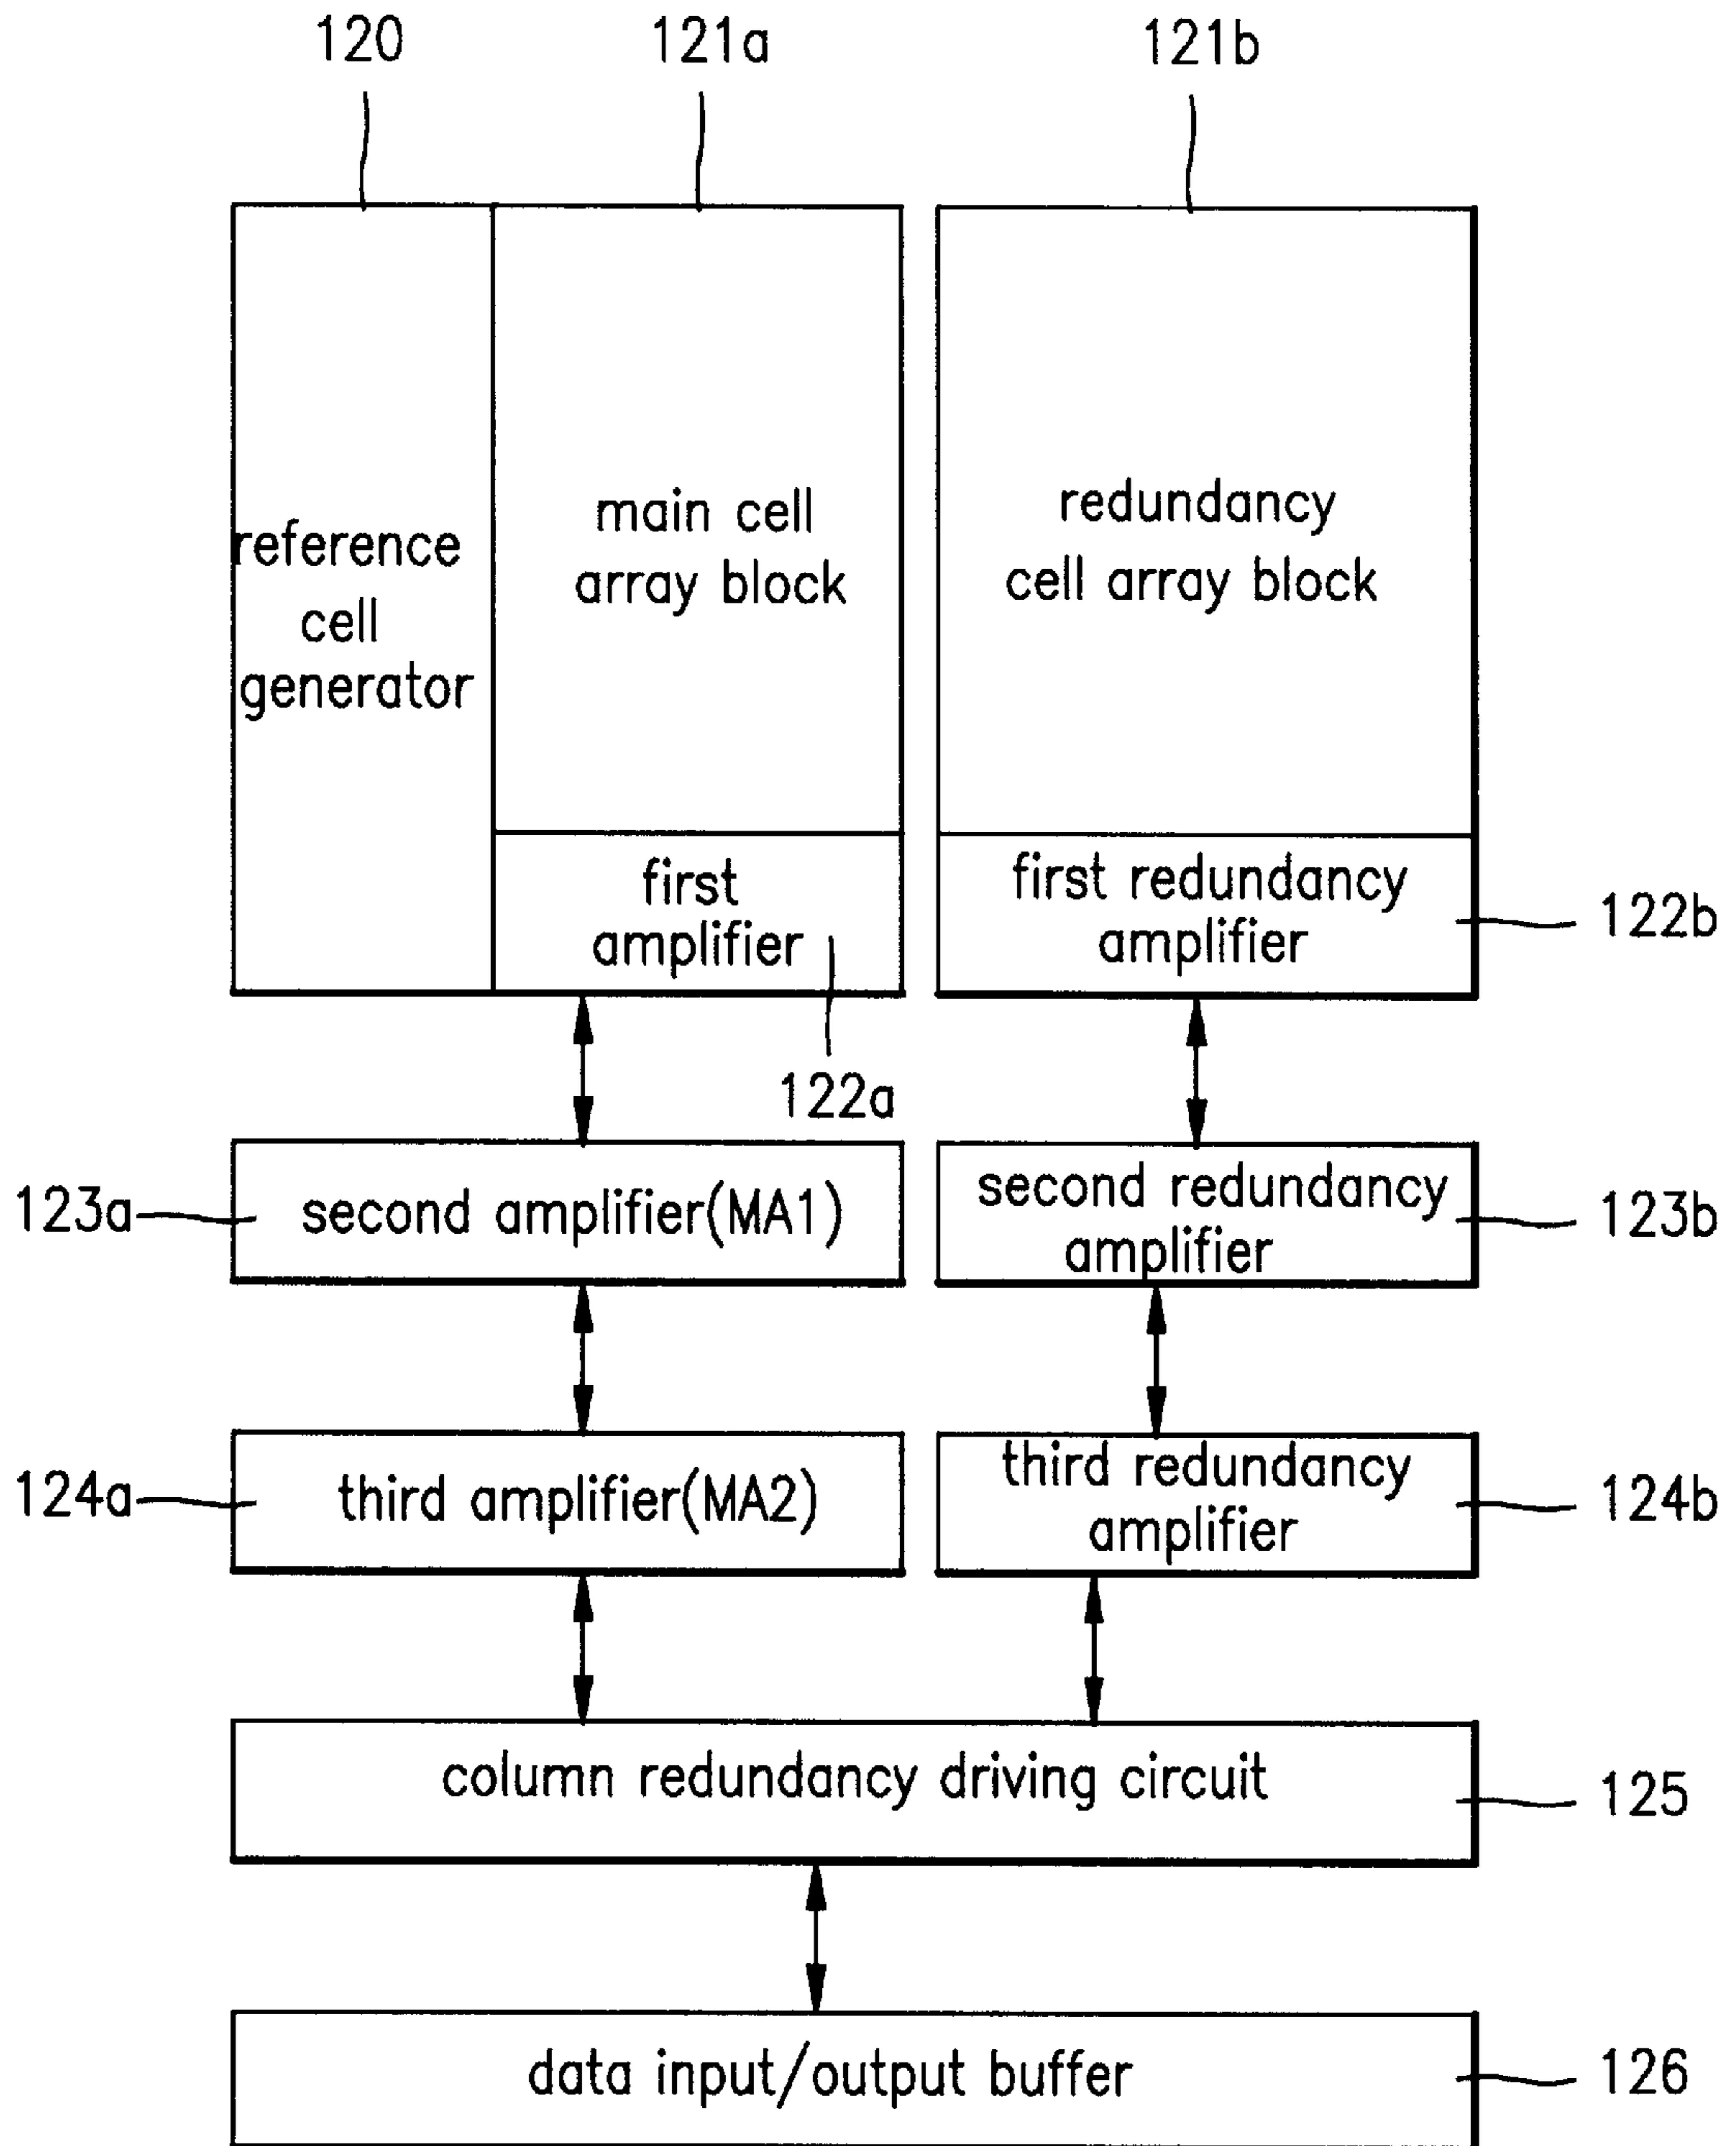 120
121a
121b
reference
cell
generator
main cell
array block
redundancy
cell array block
first
amplifier
first redundancy
amplifier
122b
122a
123a
second amplifier(MA1)
second redundancy
amplifier
123b
124a
third amplifier(MA2)
third redundancy
amplifier
124b
column redundancy driving circuit
125
data input/output buffer
126